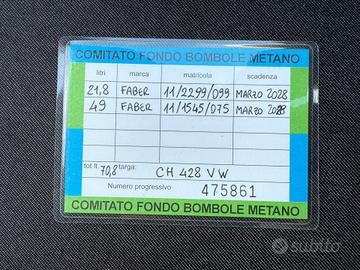 COMITATO FONDO BOMBOLE METANO
litri marca matricola scadenza
21,8 FABER 11/2299/099 MARZO 2028
49 FABER 11/1545/075 MARZO 2028
tot lt. 70,8 targa: CH 428 VW
Numero progressivo 475861
COMITATO FONDO BOMBOLE METANO
subito